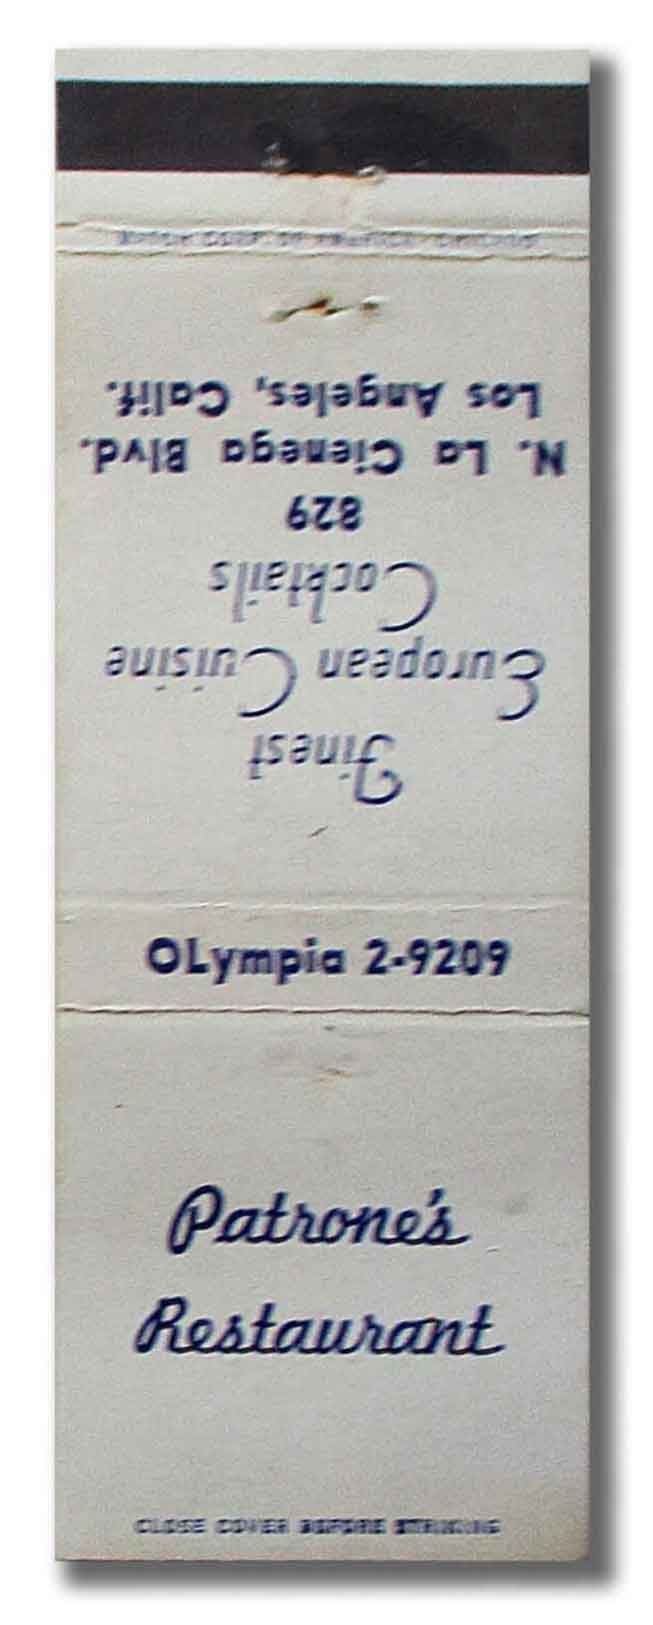 Finest
European Cuisine
Cocktails
829
N. La Cienega Blvd.
Los Angeles, Calif.
OLympia 2-9209
Patrone's
Restaurant
CLOSE COVER BEFORE STRIKING